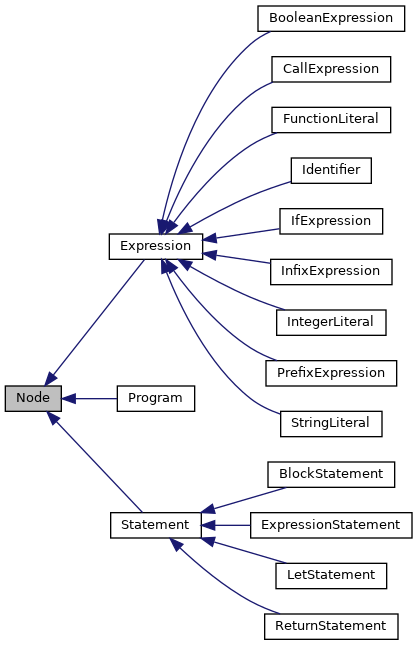 BooleanExpression
CallExpression
FunctionLiteral
Identifier
Expression
IfExpression
InfixExpression
IntegerLiteral
PrefixExpression
Node
Program
StringLiteral
BlockStatement
Statement
ExpressionStatement
LetStatement
ReturnStatement